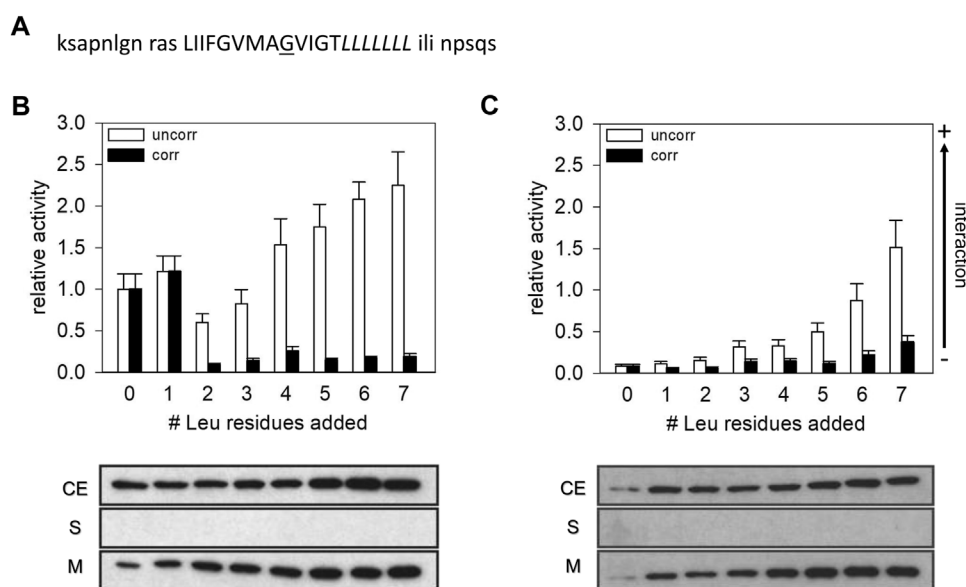 A
ksapnlgn ras LIIFGVMAGVIGTLLLLLLL ili npsqs
B
3.0
2.5
2.0
1.5
1.0
0.5
0.0
relative activity
uncorr
corr
0 1 2 3 4 5 6 7
# Leu residues added
CE
S
M
C
3.0
2.5
2.0
1.5
1.0
0.5
0.0
relative activity
uncorr
corr
+
interaction
-
0 1 2 3 4 5 6 7
# Leu residues added
CE
S
M